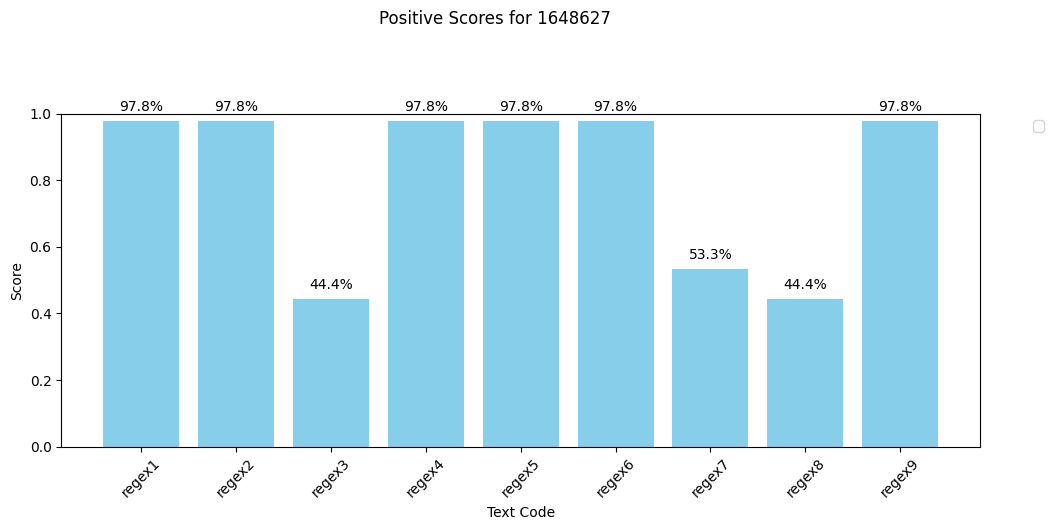 Positive Scores for 1648627
97.8% 97.8% 97.8% 97.8% 97.8% 97.8%
1.0
0.8
0.6
53.3%
44.4% 44.4%
0.4
0.2
0.0
Score
regex1 regex2 regex3 regex4 regex5 regex6 regex7 regex8 regex9
Text Code